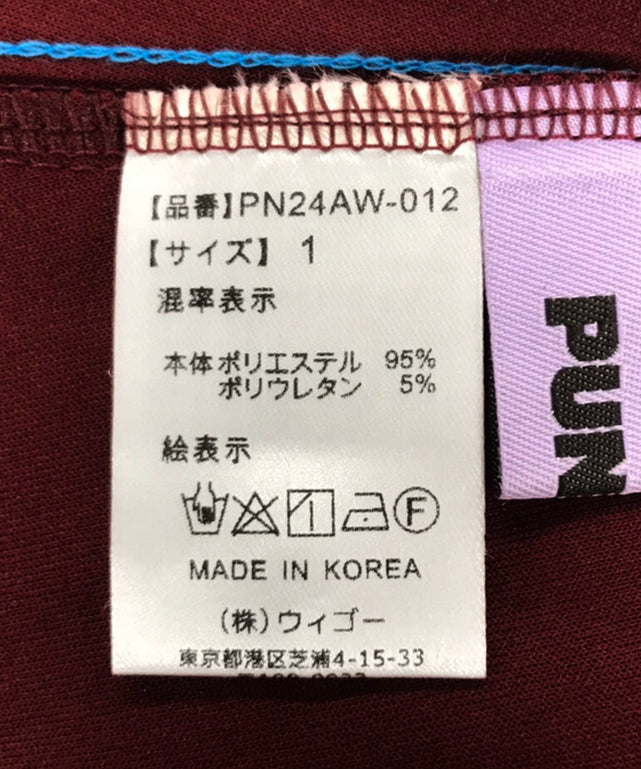 【品番】PN24AW-012
【サイズ】 1
混率表示
本体 ポリエステル 95%
ポリウレタン 5%
絵表示
F
MADE IN KOREA
(株)ウィゴー
東京都港区芝浦4-15-33
PUN